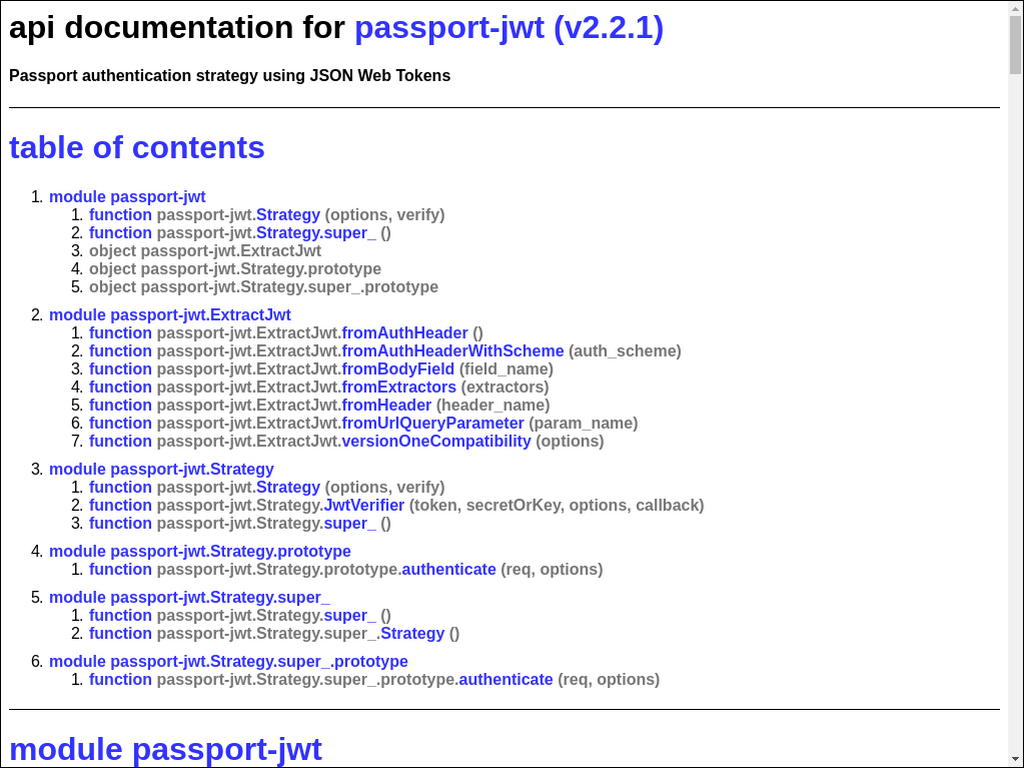 api documentation for passport-jwt (v2.2.1)
Passport authentication strategy using JSON Web Tokens
table of contents
1. module passport-jwt
1. function passport-jwt.Strategy (options, verify)
2. function passport-jwt.Strategy.super_ ()
3. object passport-jwt.ExtractJwt
4. object passport-jwt.Strategy.prototype
5. object passport-jwt.Strategy.super_.prototype
2. module passport-jwt.ExtractJwt
1. function passport-jwt.ExtractJwt.fromAuthHeader ()
2. function passport-jwt.ExtractJwt.fromAuthHeaderWithScheme (auth_scheme)
3. function passport-jwt.ExtractJwt.fromBodyField (field_name)
4. function passport-jwt.ExtractJwt.fromExtractors (extractors)
5. function passport-jwt.ExtractJwt.fromHeader (header_name)
6. function passport-jwt.ExtractJwt.fromUrlQueryParameter (param_name)
7. function passport-jwt.ExtractJwt.versionOneCompatibility (options)
3. module passport-jwt.Strategy
1. function passport-jwt.Strategy (options, verify)
2. function passport-jwt.Strategy.JwtVerifier (token, secretOrKey, options, callback)
3. function passport-jwt.Strategy.super_ ()
4. module passport-jwt.Strategy.prototype
1. function passport-jwt.Strategy.prototype.authenticate (req, options)
5. module passport-jwt.Strategy.super_
1. function passport-jwt.Strategy.super_ ()
2. function passport-jwt.Strategy.super_.Strategy ()
6. module passport-jwt.Strategy.super_.prototype
1. function passport-jwt.Strategy.super_.prototype.authenticate (req, options)
module passport-jwt